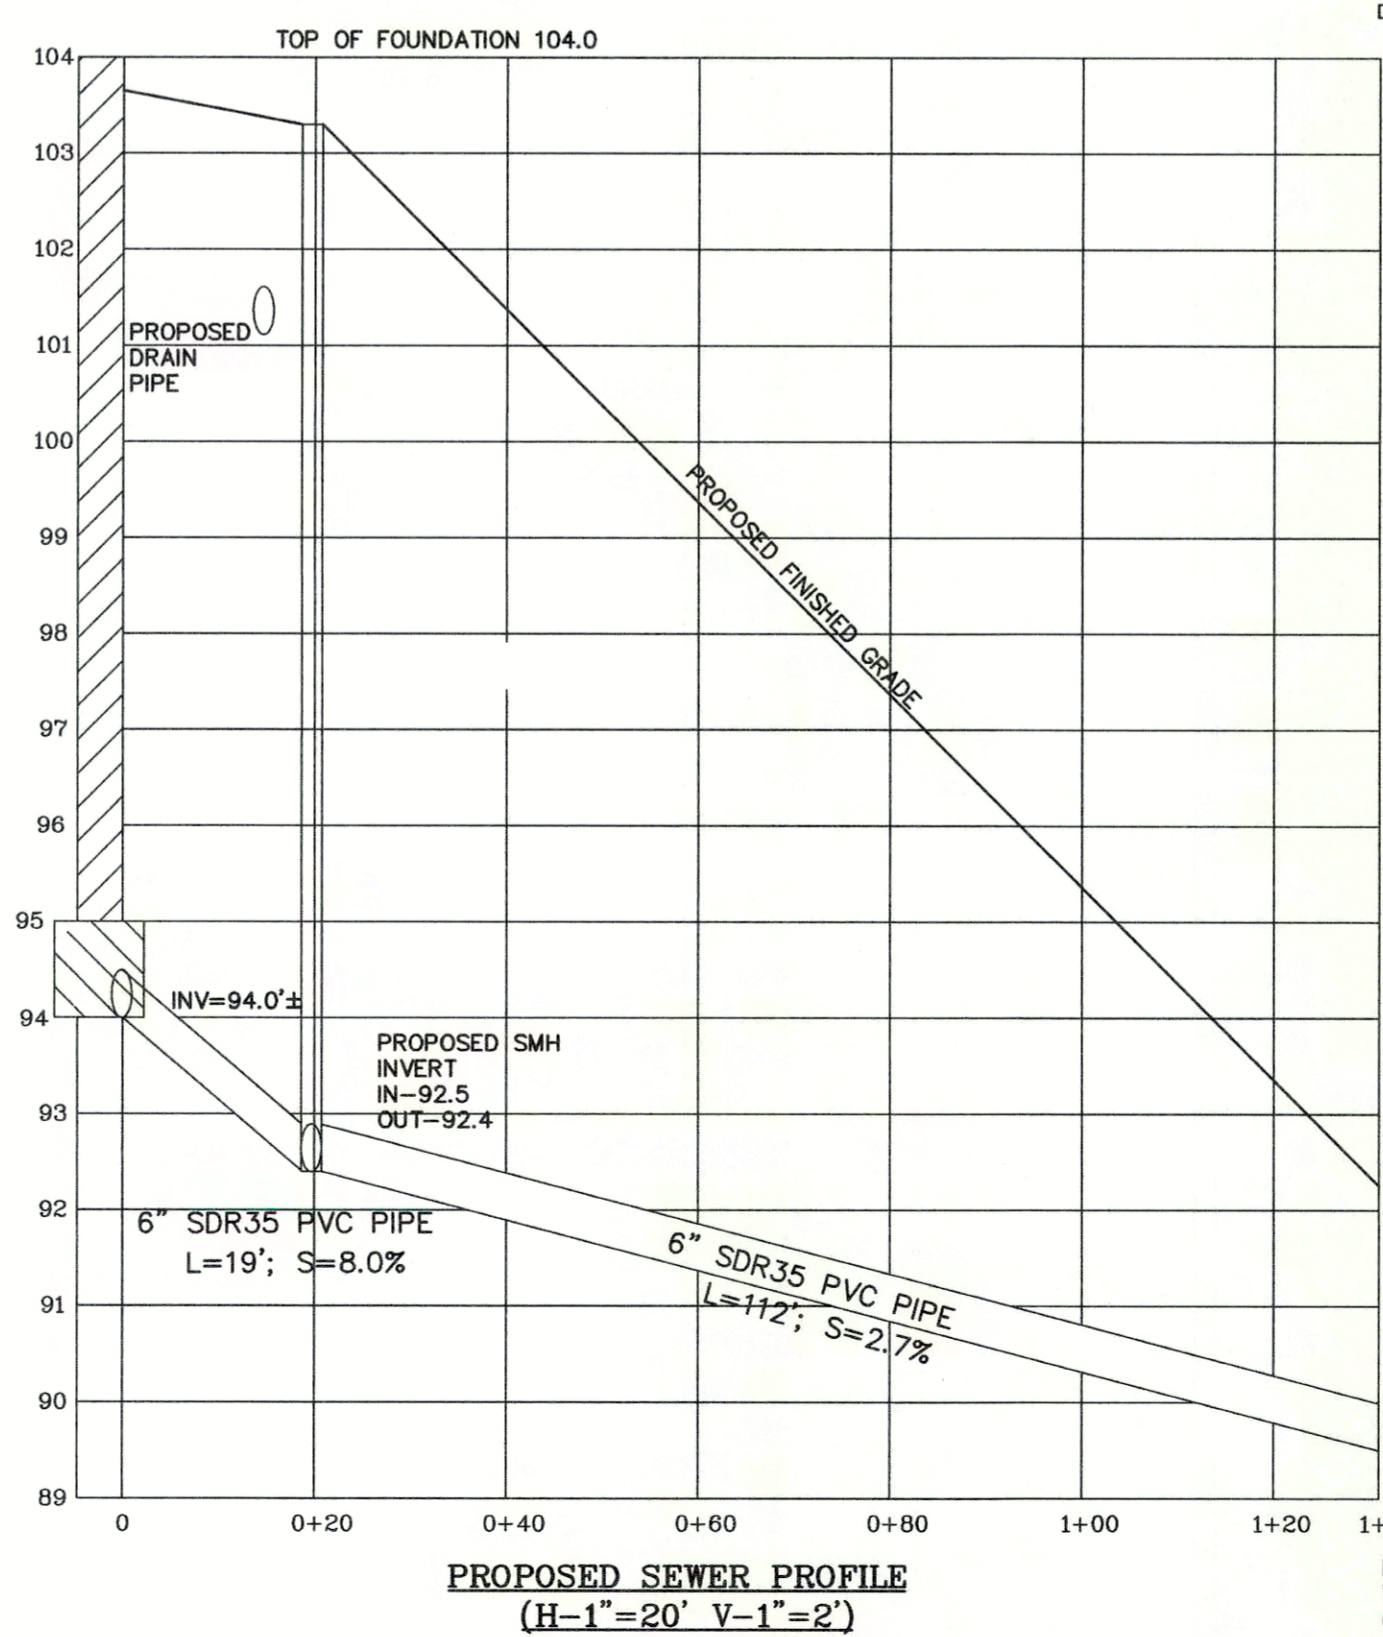 TOP OF FOUNDATION 104.0
104
103
102
101
100
99
98
97
96
95
94
93
92
91
90
89
PROPOSED
DRAIN
PIPE
PROPOSED FINISHED GRADE
INV=94.0'±
PROPOSED SMH
INVERT
IN-92.5
OUT-92.4
6" SDR35 PVC PIPE
L=19'; S=8.0%
6" SDR35 PVC PIPE
L=112'; S=2.7%
0 0+20 0+40 0+60 0+80 1+00 1+20 1+
PROPOSED SEWER PROFILE
(H-1"=20' V-1"=2')